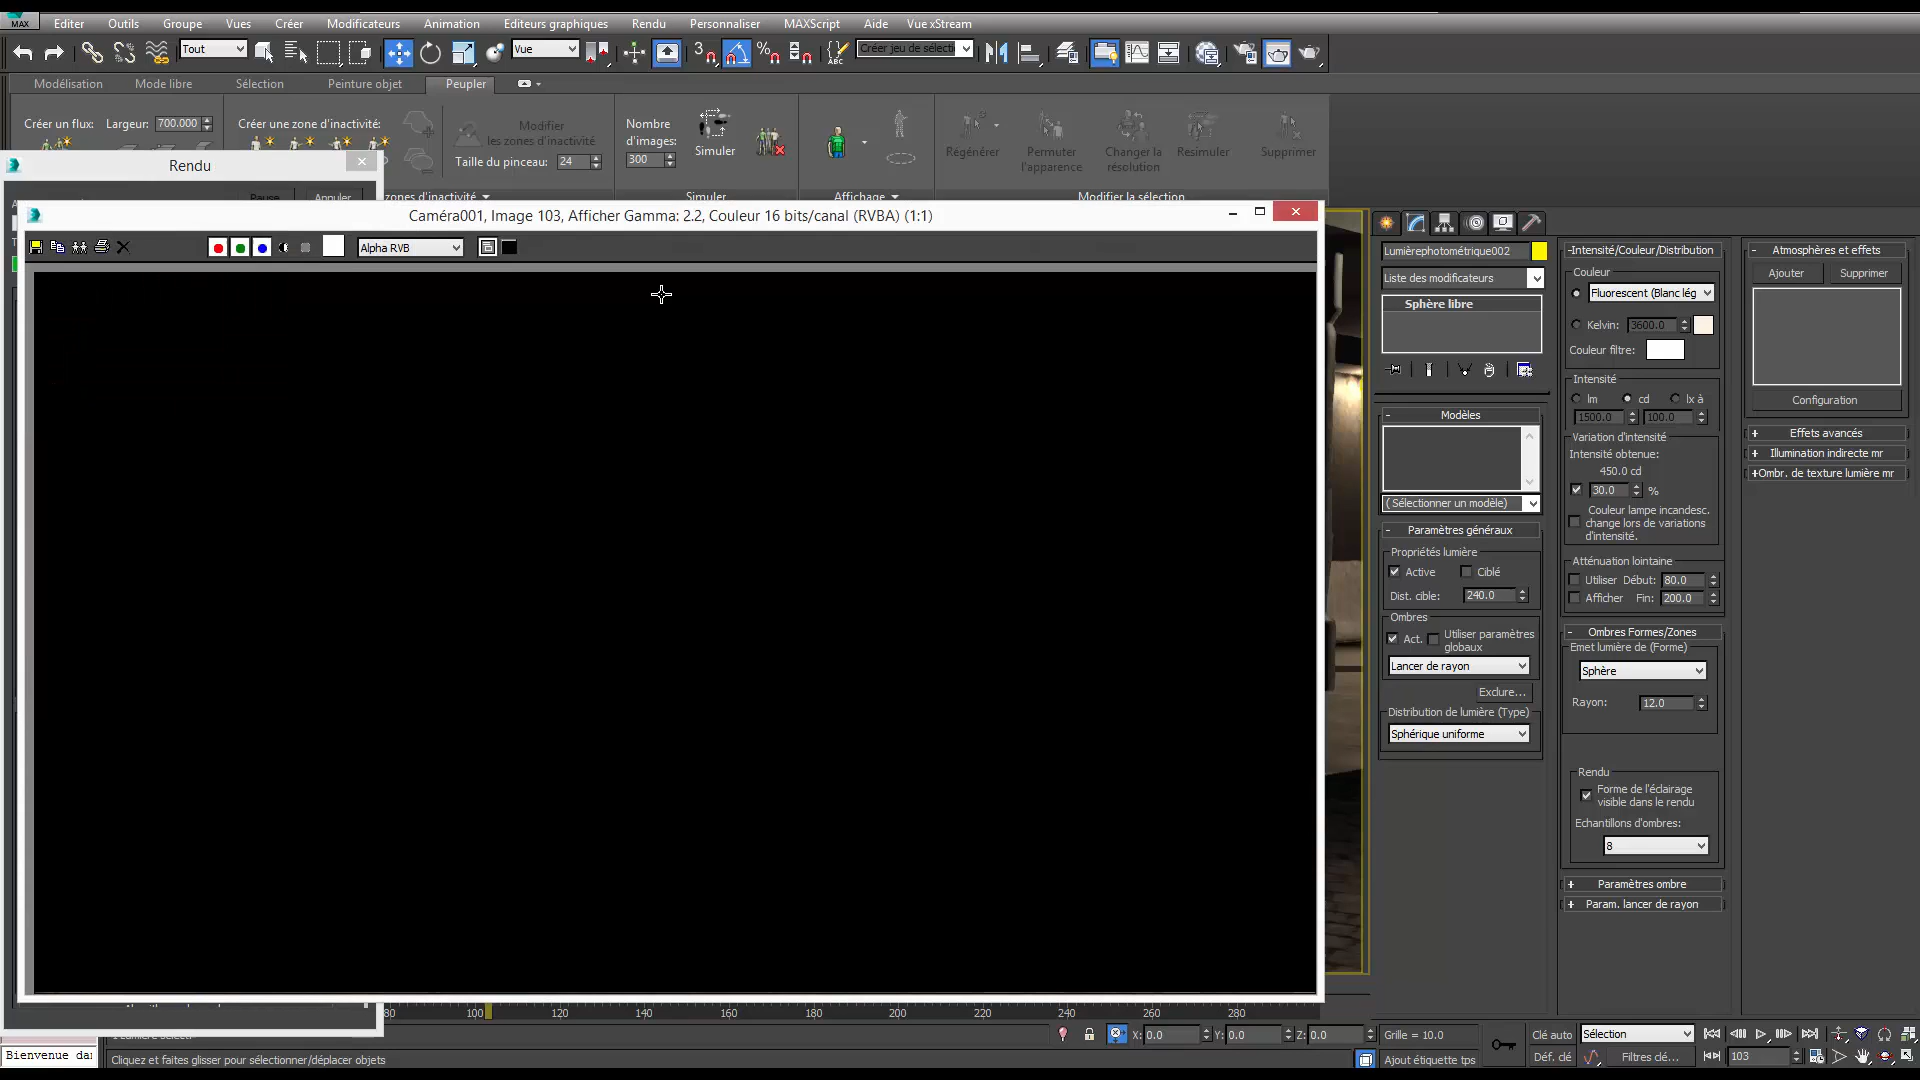 MAX
Editer Outils Groupe Vues Créer Modificateurs Animation Editeurs graphiques Rendu Personnaliser MAXScript Aide Vue xStream
Tout
Vue
3
%
ABC
Créer jeu de sélecti
Modélisation Mode libre Sélection Peinture objet Peupler
Créer un flux: Largeur: 700.000
Créer une zone d'inactivité:
Modifier
les zones d'inactivité
Taille du pinceau: 24
Nombre
d'images:
300
Simuler
Régénérer
Permuter
l'apparence
Changer la
résolution
Resimuler
Supprimer
zones d'inactivité
Simuler
Affichage
Modifier la sélection
Rendu
Pause Annuler
Caméra001, Image 103, Afficher Gamma: 2.2, Couleur 16 bits/canal (RVBA) (1:1)
Alpha RVB
Lumièrephotométrique002
Liste des modificateurs
Sphère libre
- Modèles
(Sélectionner un modèle)
- Paramètres généraux
Propriétés lumière
Active Ciblé
Dist. cible: 240.0
Ombres
Act. Utiliser paramètres
globaux
Lancer de rayon
Exclure...
Distribution de lumière (Type)
Sphérique uniforme
-Intensité/Couleur/Distribution
Couleur
Fluorescent (Blanc lég
Kelvin: 3600.0
Couleur filtre:
Intensité
lm cd lx à
1500.0 100.0
Variation d'intensité
Intensité obtenue:
450.0 cd
30.0 %
Couleur lampe incandesc.
change lors de variations
d'intensité.
Atténuation lointaine
Utiliser Début: 80.0
Afficher Fin: 200.0
- Ombres Formes/Zones
Emet lumière de (Forme)
Sphère
Rayon: 12.0
Rendu
Forme de l'éclairage
visible dans le rendu
Echantillons d'ombres:
8
+ Paramètres ombre
+ Param. lancer de rayon
- Atmosphères et effets
Ajouter Supprimer
Configuration
+ Effets avancés
+ Illumination indirecte mr
+Ombr. de texture lumière mr
80 100 120 140 160 180 200 220 240 260 280
X: 0.0 Y: 0.0 Z: 0.0 Grille = 10.0
Clé auto Sélection
Bienvenue da
Cliquez et faites glisser pour sélectionner/déplacer objets
Ajout étiquette tps
Déf. clé Filtres clé... 103